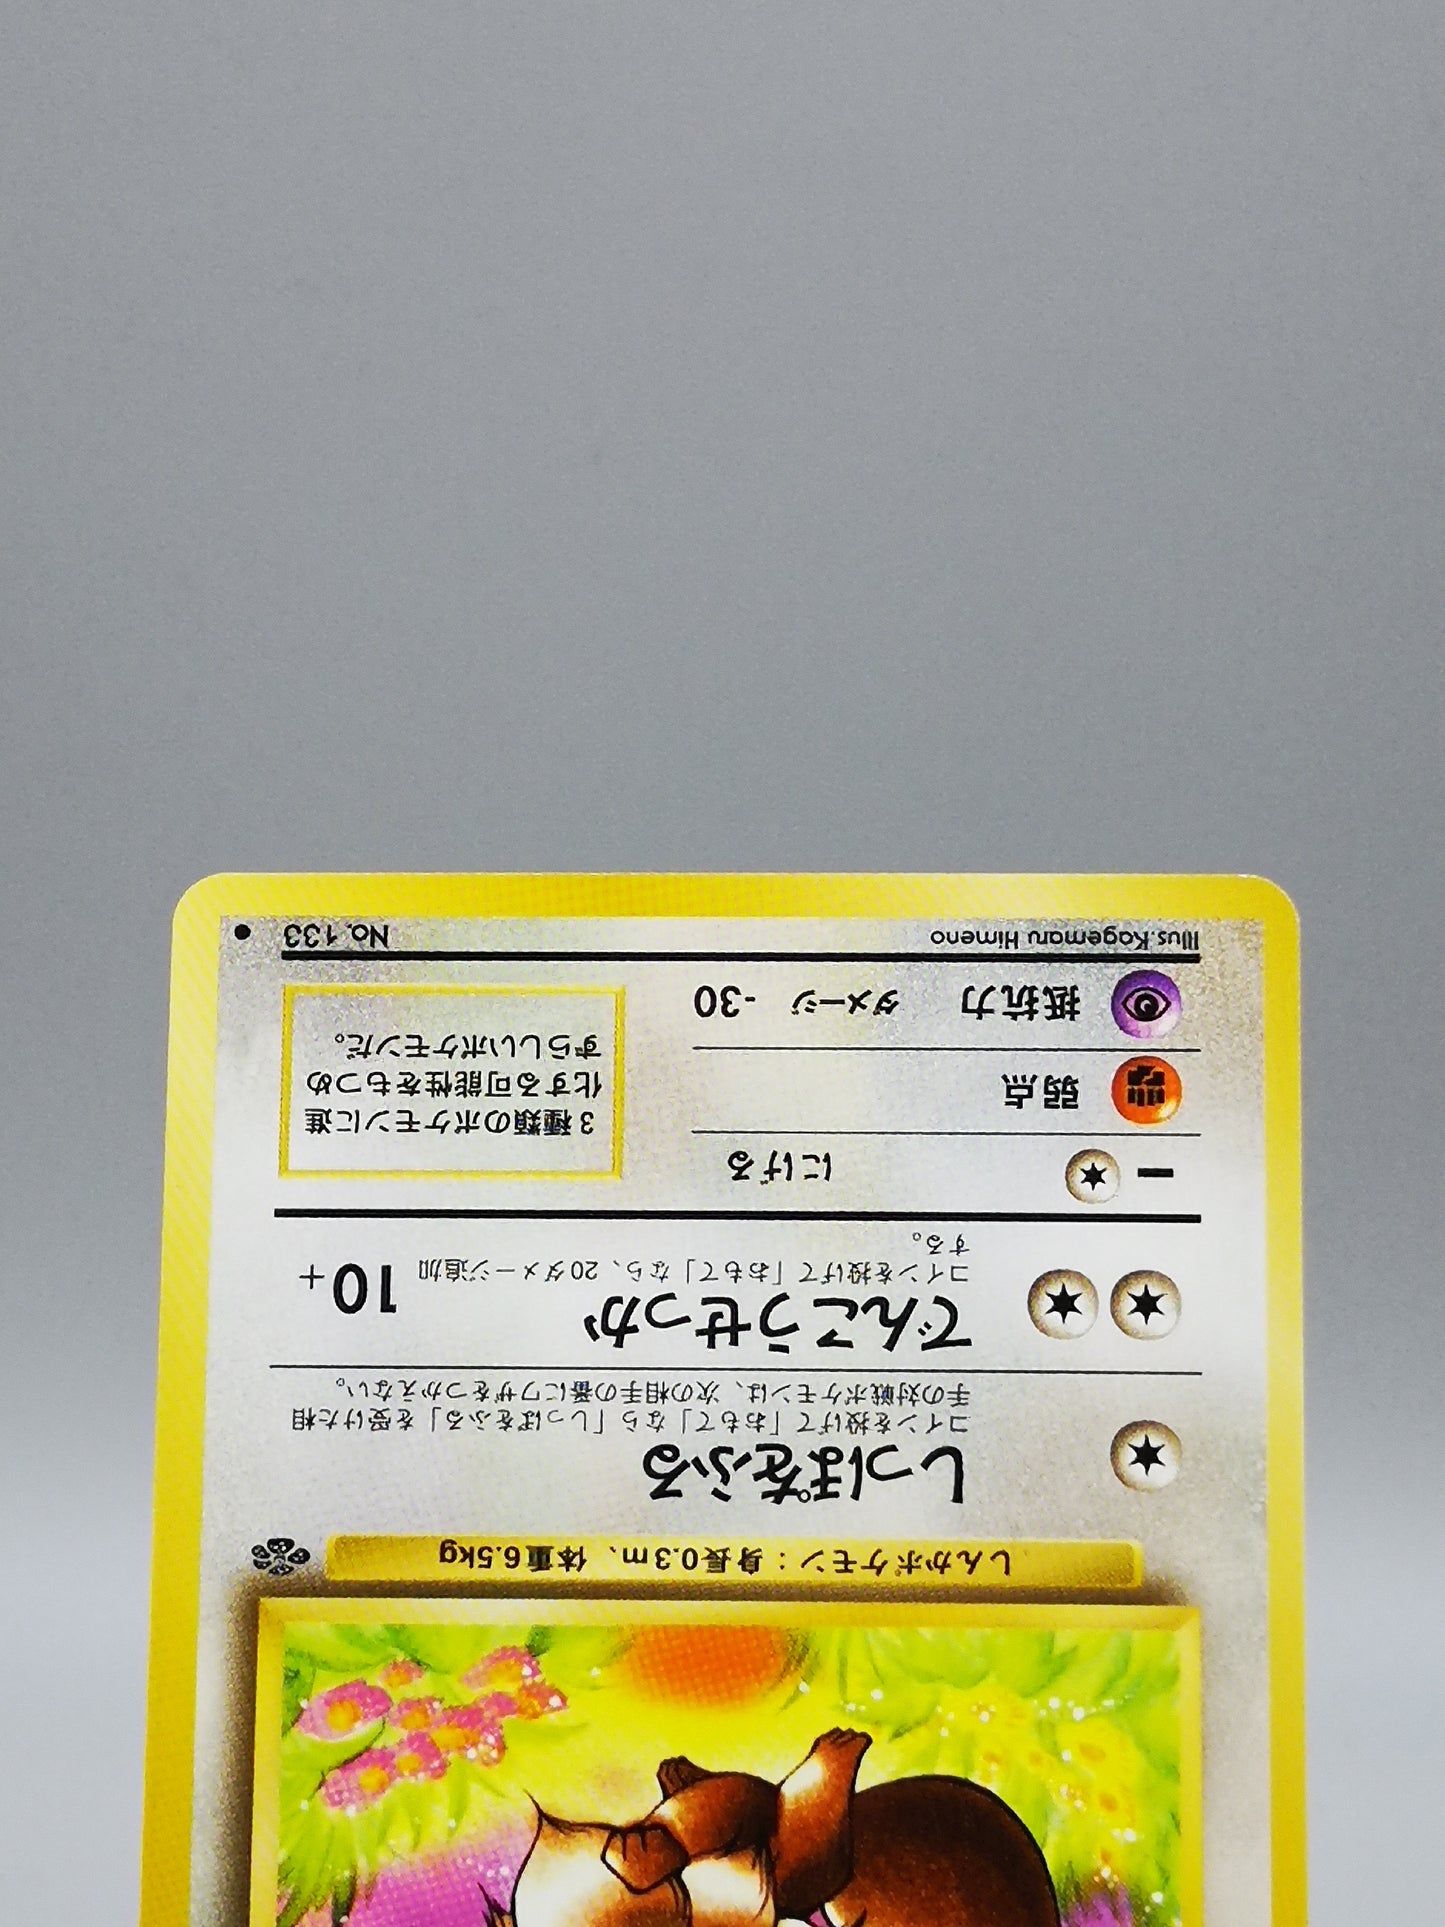 しんかポケモン：身長0.3m、体重6.5kg
しっぽをふる
コインを投げて「おもて」なら「しっぽをふる」を受けた相
手の対戦ポケモンは、次の相手の番にワザをつかえない。
でんこうせっか 10+
コインを投げて「おもて」なら、20ダメージ追加
する。
にげる
弱点
抵抗力 ダメージ -30
3種類のポケモンに進
化する可能性をもつめ
ずらしいポケモンだ。
Illus.Kagemaru Himeno No.133 ●